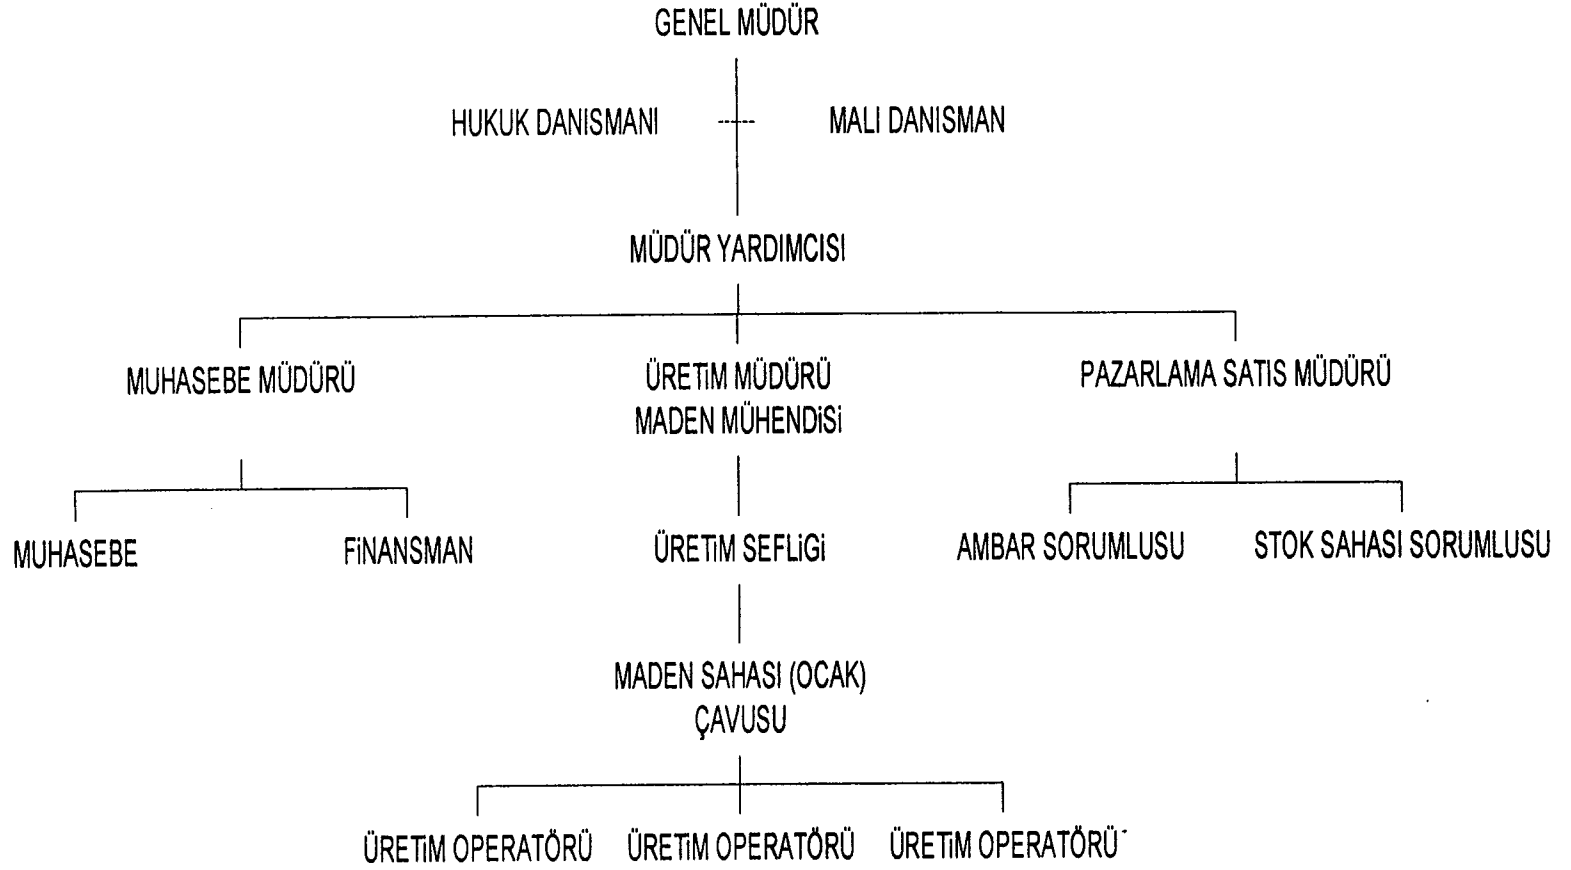 GENEL MÜDÜR
HUKUK DANISMANI
MALI DANISMAN
MÜDÜR YARDIMCISI
MUHASEBE MÜDÜRÜ
ÜRETiM MÜDÜRÜ
MADEN MÜHENDiSi
PAZARLAMA SATIS MÜDÜRÜ
MUHASEBE
FiNANSMAN
ÜRETiM SEFLiGi
AMBAR SORUMLUSU
STOK SAHASI SORUMLUSU
MADEN SAHASI (OCAK)
ÇAVUSU
ÜRETiM OPERATÖRÜ
ÜRETiM OPERATÖRÜ
ÜRETiM OPERATÖRÜ